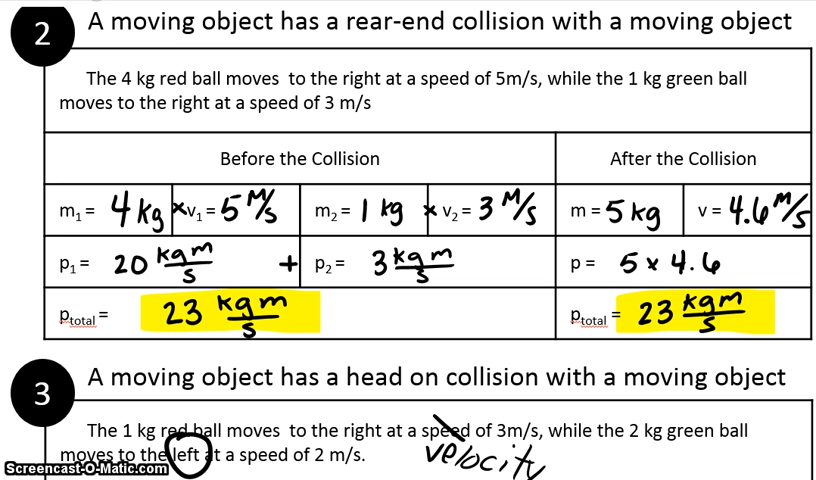 2
A moving object has a rear-end collision with a moving object
The 4 kg red ball moves to the right at a speed of 5m/s, while the 1 kg green ball
moves to the right at a speed of 3 m/s
Before the Collision
After the Collision
m1 = 4 kg × v1 = 5 M/s m2 = 1 kg × v2 = 3 M/s m = 5 kg v = 4.6 M/s
p1 = 20 kg m/s + p2 = 3 kg m/s p = 5 × 4.6
ptotal = 23 kg m/s ptotal = 23 kg m/s
3
A moving object has a head on collision with a moving object
The 1 kg red ball moves to the right at a speed of 3m/s, while the 2 kg green ball
moves to the left at a speed of 2 m/s.
velocity
Screencast-O-Matic.com